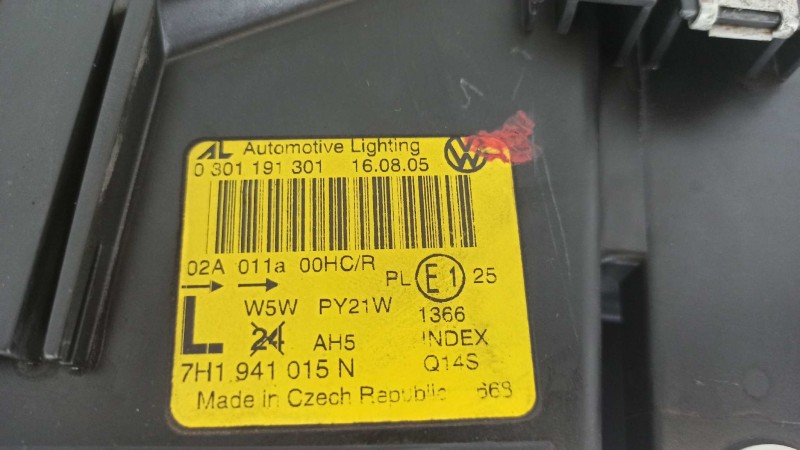 AL Automotive Lighting
0 301 191 301 16.08.05
02A 011a 00HC/R
PL E1 25
W5W PY21W 1366
L 24 AH5 INDEX
7H1.941 015 N Q14S
Made in Czech Republic 668